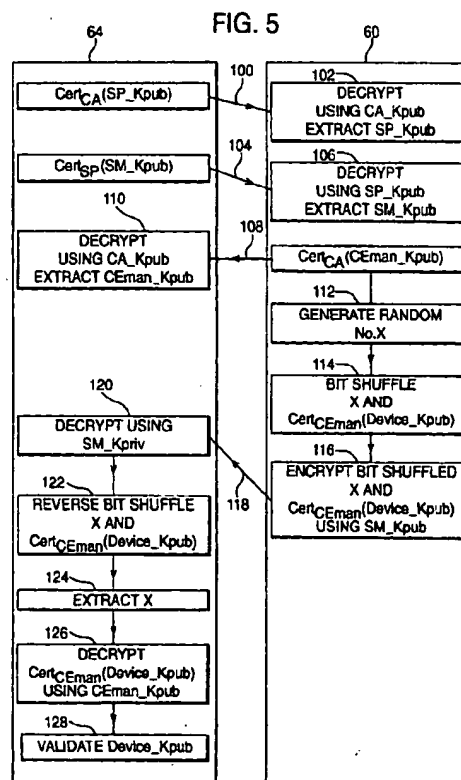 FIG. 5
64
60
CertCA(SP_Kpub)
100
102
DECRYPT
USING CA_Kpub
EXTRACT SP_Kpub
CertSP(SM_Kpub)
104
106
DECRYPT
USING SP_Kpub
EXTRACT SM_Kpub
110
DECRYPT
USING CA_Kpub
EXTRACT CEman_Kpub
108
CertCA(CEman_Kpub)
112
GENERATE RANDOM
No.X
114
BIT SHUFFLE
X AND
CertCEman(Device_Kpub)
116
ENCRYPT BIT SHUFFLED
X AND
CertCEman(Device_Kpub)
USING SM_Kpub
118
120
DECRYPT USING
SM_Kpriv
122
REVERSE BIT SHUFFLE
X AND
CertCEman(Device_Kpub)
124
EXTRACT X
126
DECRYPT
CertCEman(Device_Kpub)
USING CEman_Kpub
128
VALIDATE Device_Kpub